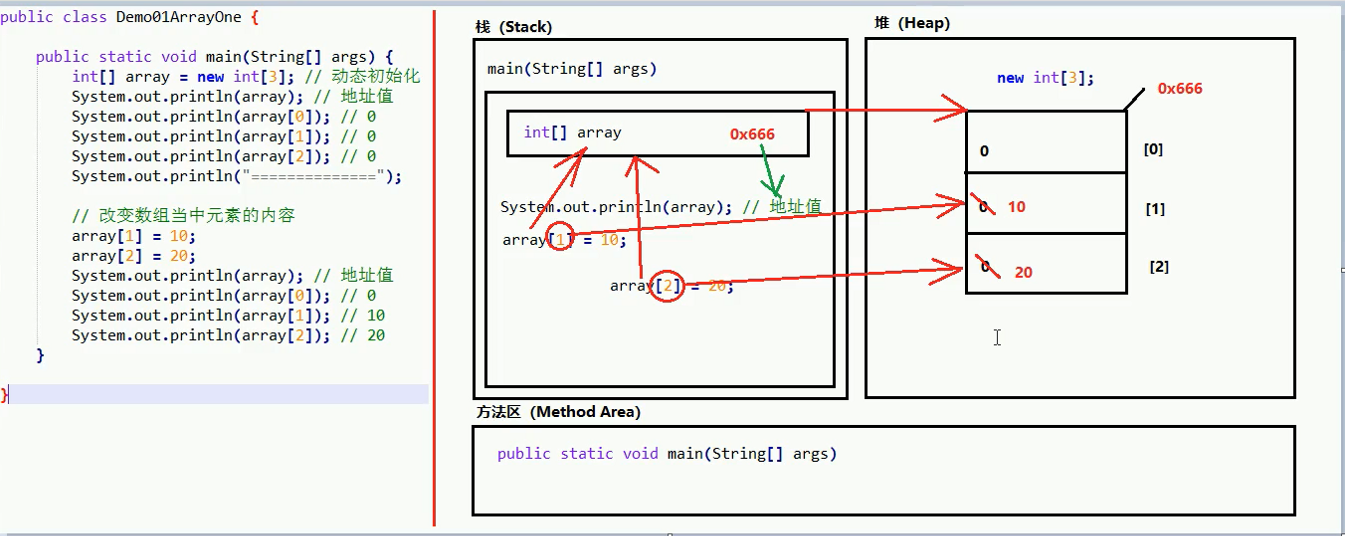 public class Demo01ArrayOne {
public static void main(String[] args) {
int[] array = new int[3]; // 动态初始化
System.out.println(array); // 地址值
System.out.println(array[0]); // 0
System.out.println(array[1]); // 0
System.out.println(array[2]); // 0
System.out.println("==============");
// 改变数组当中元素的内容
array[1] = 10;
array[2] = 20;
System.out.println(array); // 地址值
System.out.println(array[0]); // 0
System.out.println(array[1]); // 10
System.out.println(array[2]); // 20
}
}
栈（Stack）
main(String[] args)
int[] array 0x666
System.out.println(array); // 地址值
array[1] = 10;
array[2] = 20;
堆（Heap）
new int[3];
0x666
0 [0]
0 10 [1]
0 20 [2]
方法区（Method Area）
public static void main(String[] args)